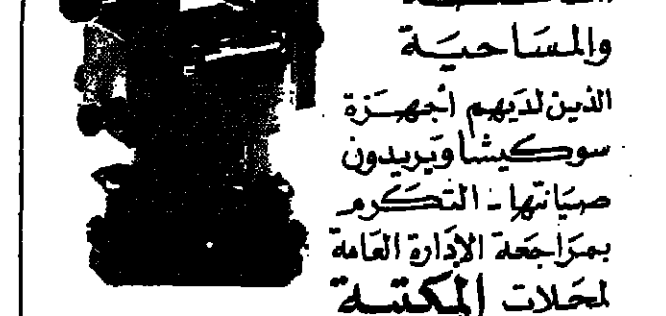 والمساحية
الذين لديهم أجهزة
سوكيشا ويريدون
صيانتها - التكرم
بمراجعة الإدارة العامة
لمحلات المكتبة